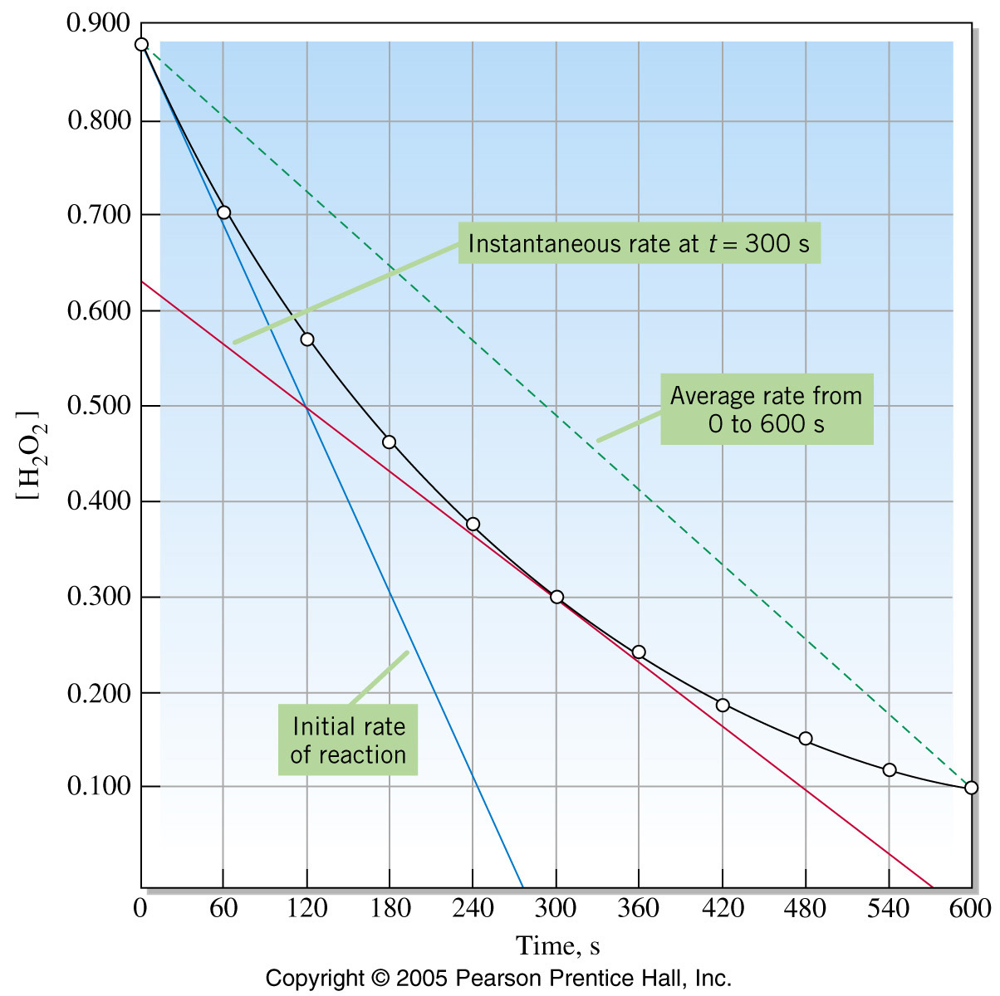 0.900
0.800
0.700
0.600
0.500
0.400
0.300
0.200
0.100
[H₂O₂]
Instantaneous rate at t = 300 s
Average rate from
0 to 600 s
Initial rate
of reaction
0 60 120 180 240 300 360 420 480 540 600
Time, s
Copyright © 2005 Pearson Prentice Hall, Inc.